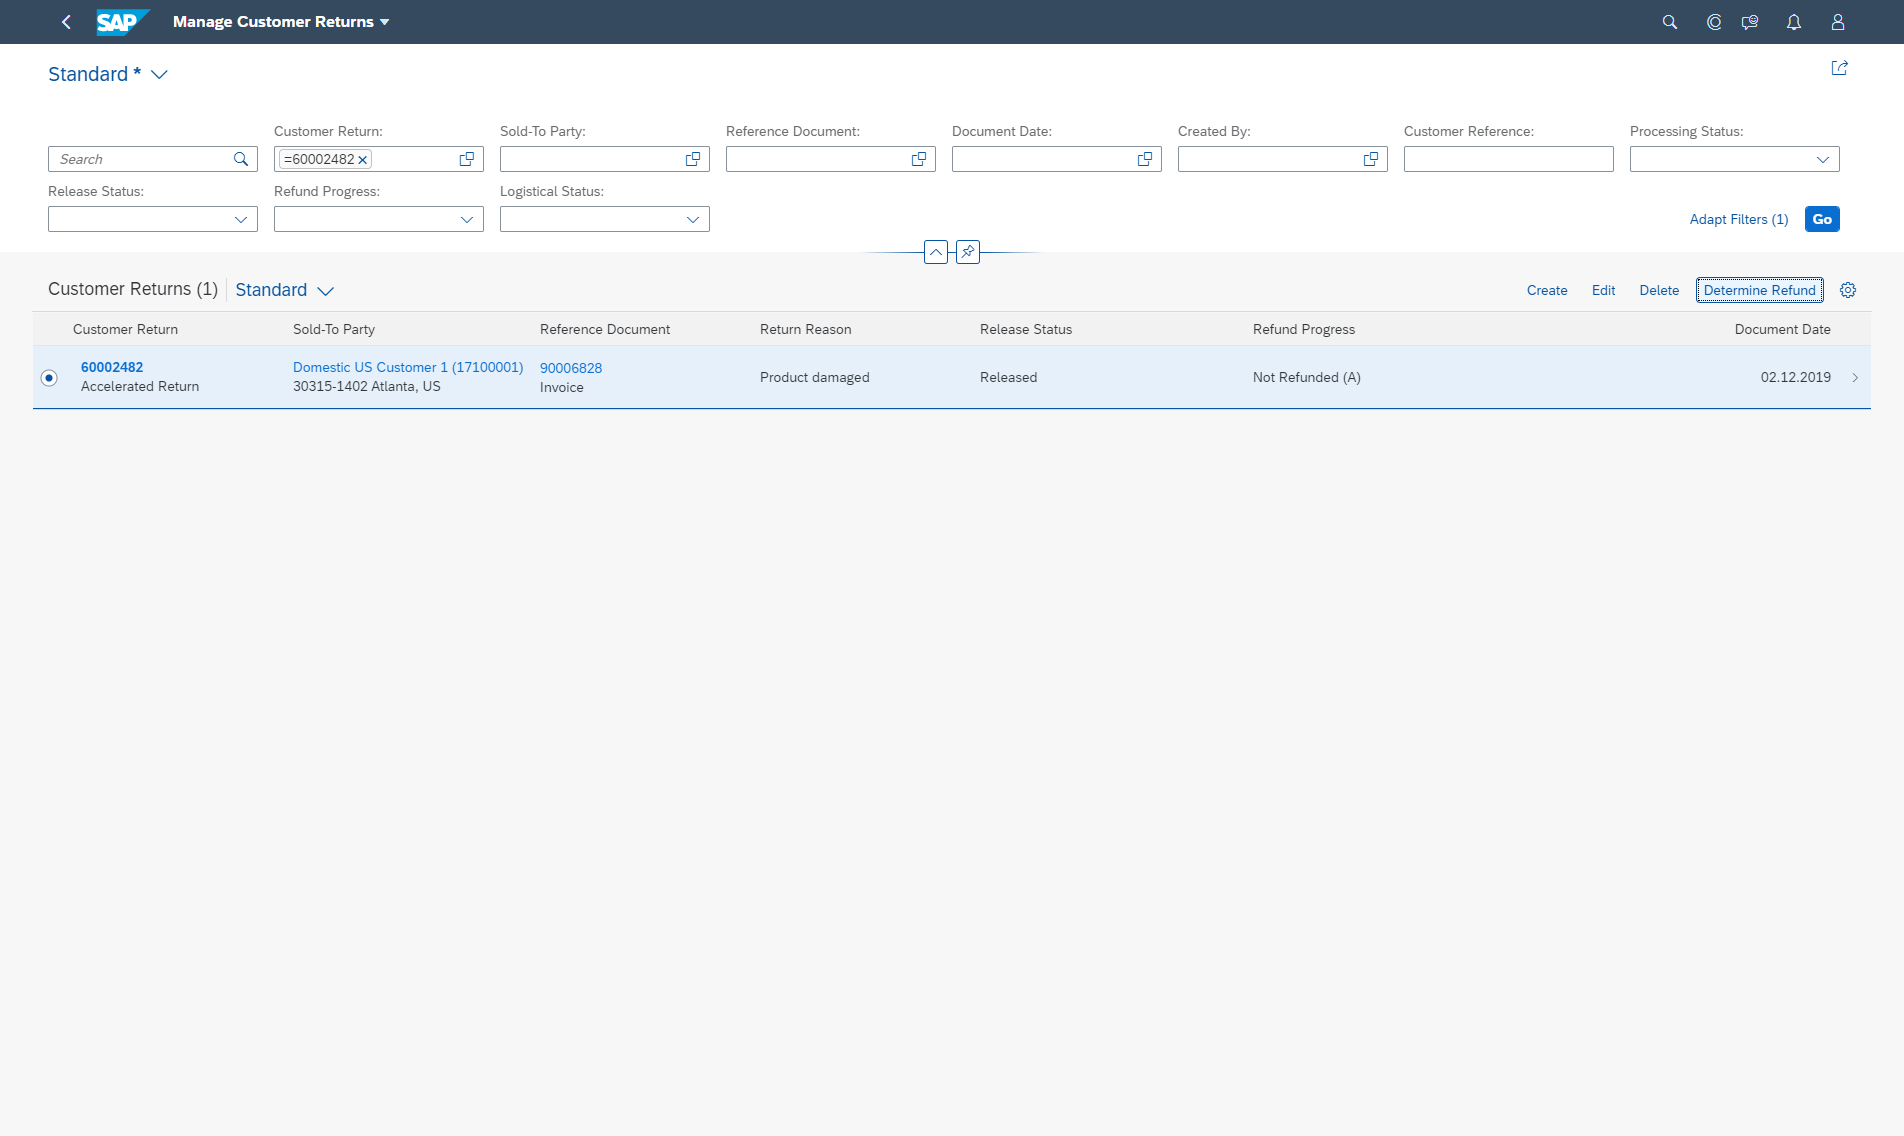 SAP Manage Customer Returns
Standard *
Customer Return: Sold-To Party: Reference Document: Document Date: Created By: Customer Reference: Processing Status:
Search =60002482
Release Status: Refund Progress: Logistical Status:
Adapt Filters (1) Go
Customer Returns (1) Standard Create Edit Delete Determine Refund
Customer Return Sold-To Party Reference Document Return Reason Release Status Refund Progress Document Date
60002482 Domestic US Customer 1 (17100001) 90006828
Product damaged Released Not Refunded (A) 02.12.2019
Accelerated Return 30315-1402 Atlanta, US Invoice